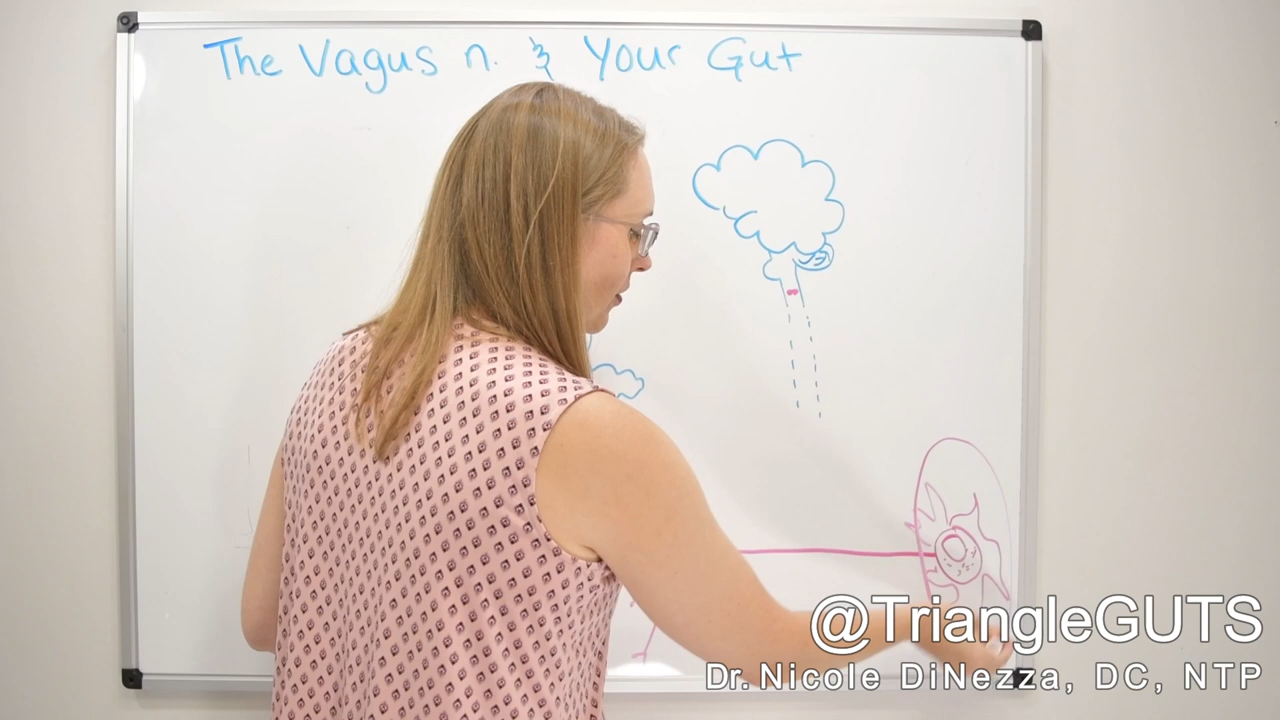 The Vagus n. & Your Gut
@TriangleGUTS
Dr. Nicole DiNezza, DC, NTP